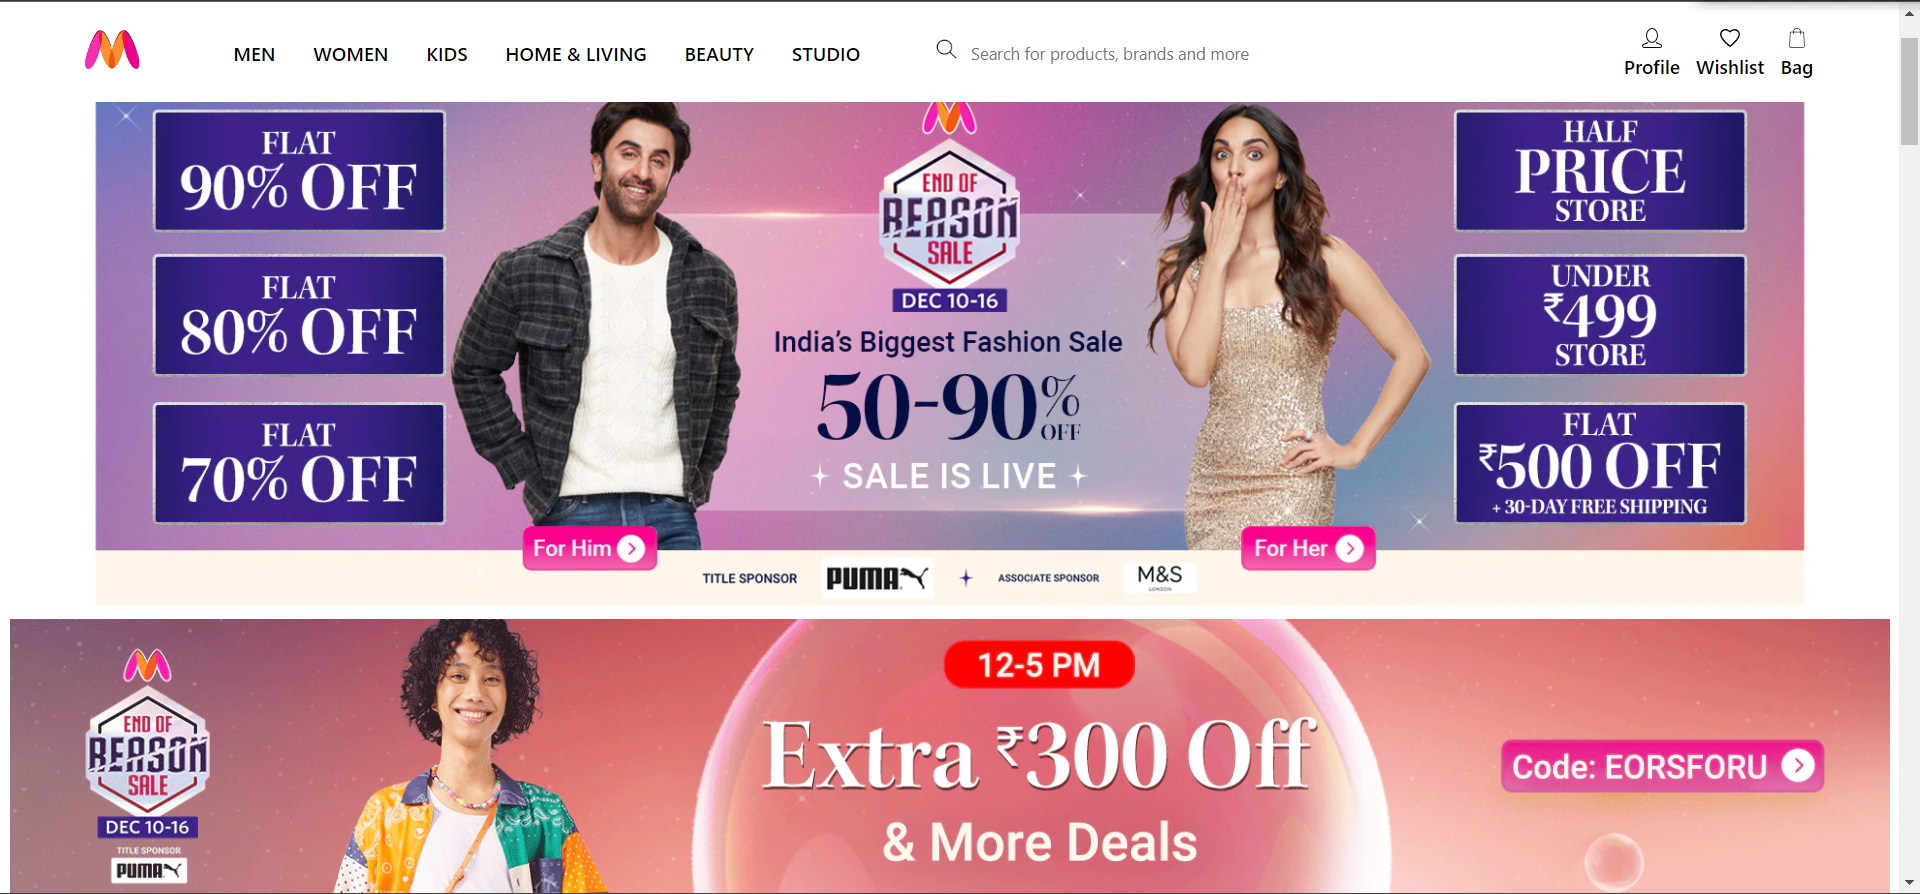 MEN WOMEN KIDS HOME & LIVING BEAUTY STUDIO
Search for products, brands and more
Profile Wishlist Bag
FLAT
90% OFF
FLAT
80% OFF
FLAT
70% OFF
END OF
REASON
SALE
DEC 10-16
India's Biggest Fashion Sale
50-90% OFF
SALE IS LIVE
HALF
PRICE
STORE
UNDER
₹499
STORE
FLAT
₹500 OFF
+ 30-DAY FREE SHIPPING
For Him
For Her
TITLE SPONSOR PUMA ASSOCIATE SPONSOR M&S
LONDON
END OF
REASON
SALE
DEC 10-16
TITLE SPONSOR
PUMA
12-5 PM
Extra ₹300 Off
& More Deals
Code: EORSFORU